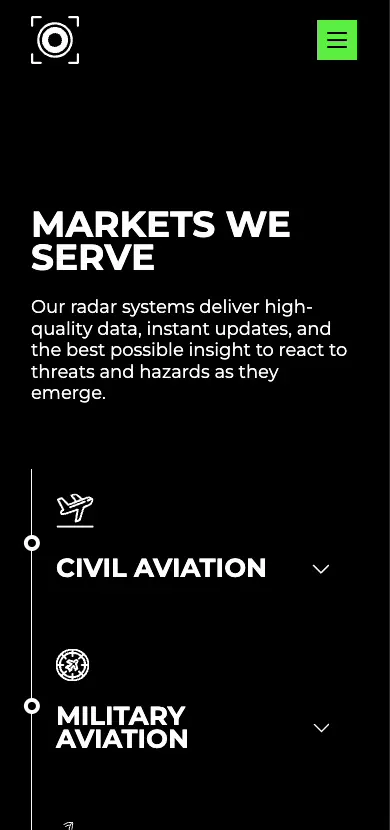 MARKETS WE
SERVE
Our radar systems deliver high-
quality data, instant updates, and
the best possible insight to react to
threats and hazards as they
emerge.
CIVIL AVIATION
MILITARY
AVIATION